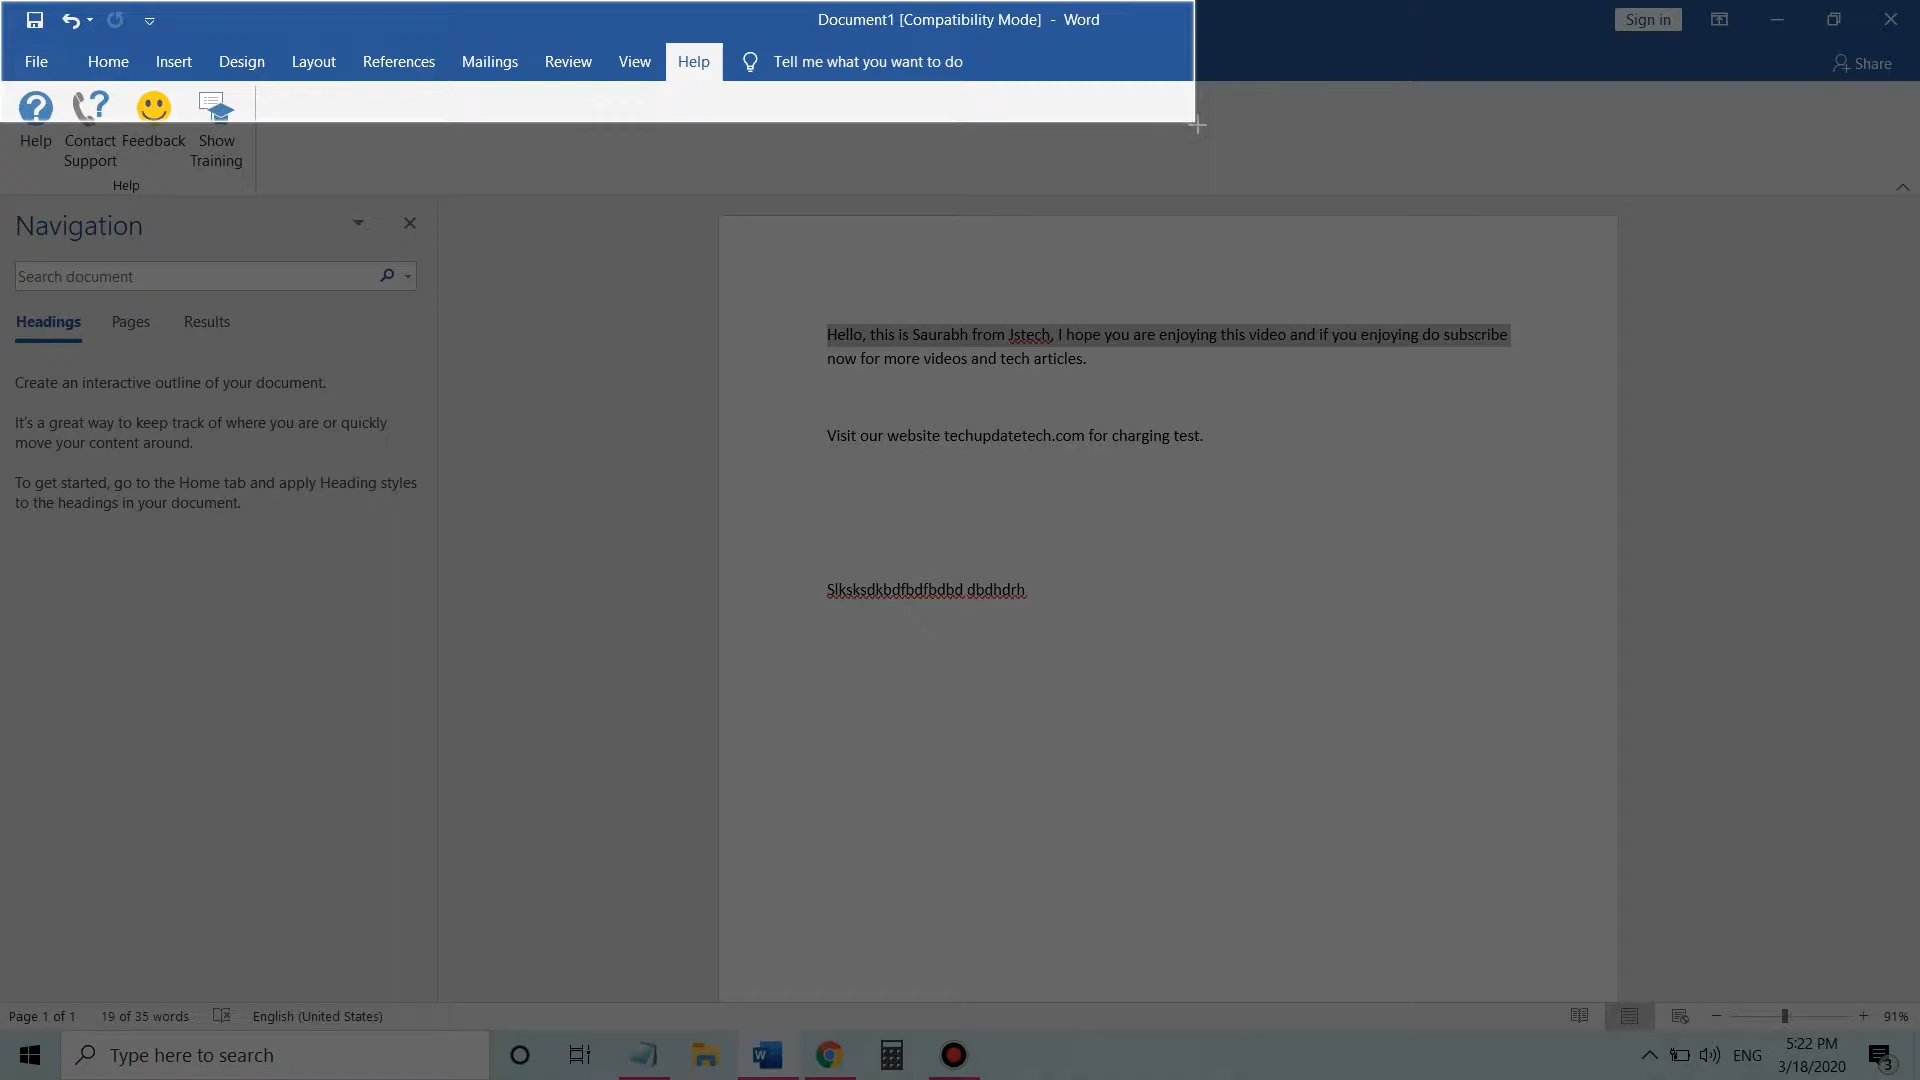 Document1 [Compatibility Mode] - Word
Sign in
File Home Insert Design Layout References Mailings Review View Help Tell me what you want to do
Share
Help Contact Support Feedback Show Training
Help
Navigation
Search document
Headings Pages Results
Create an interactive outline of your document.
It's a great way to keep track of where you are or quickly
move your content around.
To get started, go to the Home tab and apply Heading styles
to the headings in your document.
Hello, this is Saurabh from Jstech, I hope you are enjoying this video and if you enjoying do subscribe
now for more videos and tech articles.
Visit our website techupdatetech.com for charging test.
Slksksdkbdfbdfbdbd dbdhdrh
Page 1 of 1 19 of 35 words English (United States) 91%
Type here to search
ENG
5:22 PM
3/18/2020
3